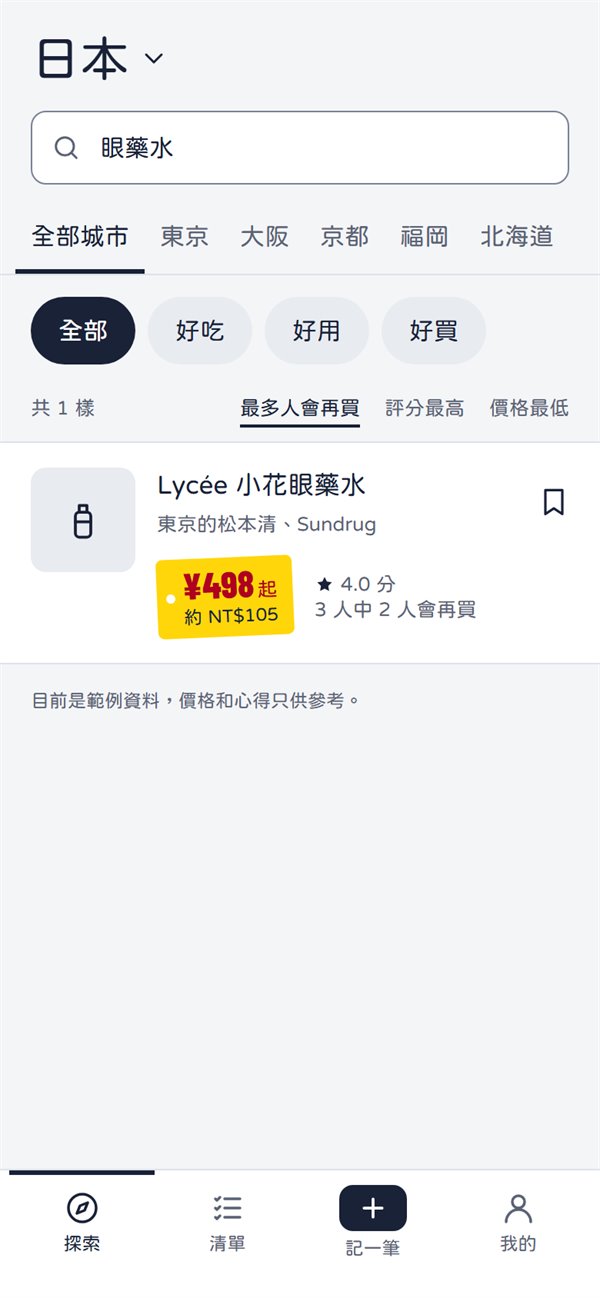 日本
眼藥水
全部城市 東京 大阪 京都 福岡 北海道
全部 好吃 好用 好買
共 1 樣 最多人會再買 評分最高 價格最低
Lycée 小花眼藥水
東京的松本清、Sundrug
¥498起
約 NT$105
★ 4.0 分
3 人中 2 人會再買
目前是範例資料，價格和心得只供參考。
探索 清單 記一筆 我的